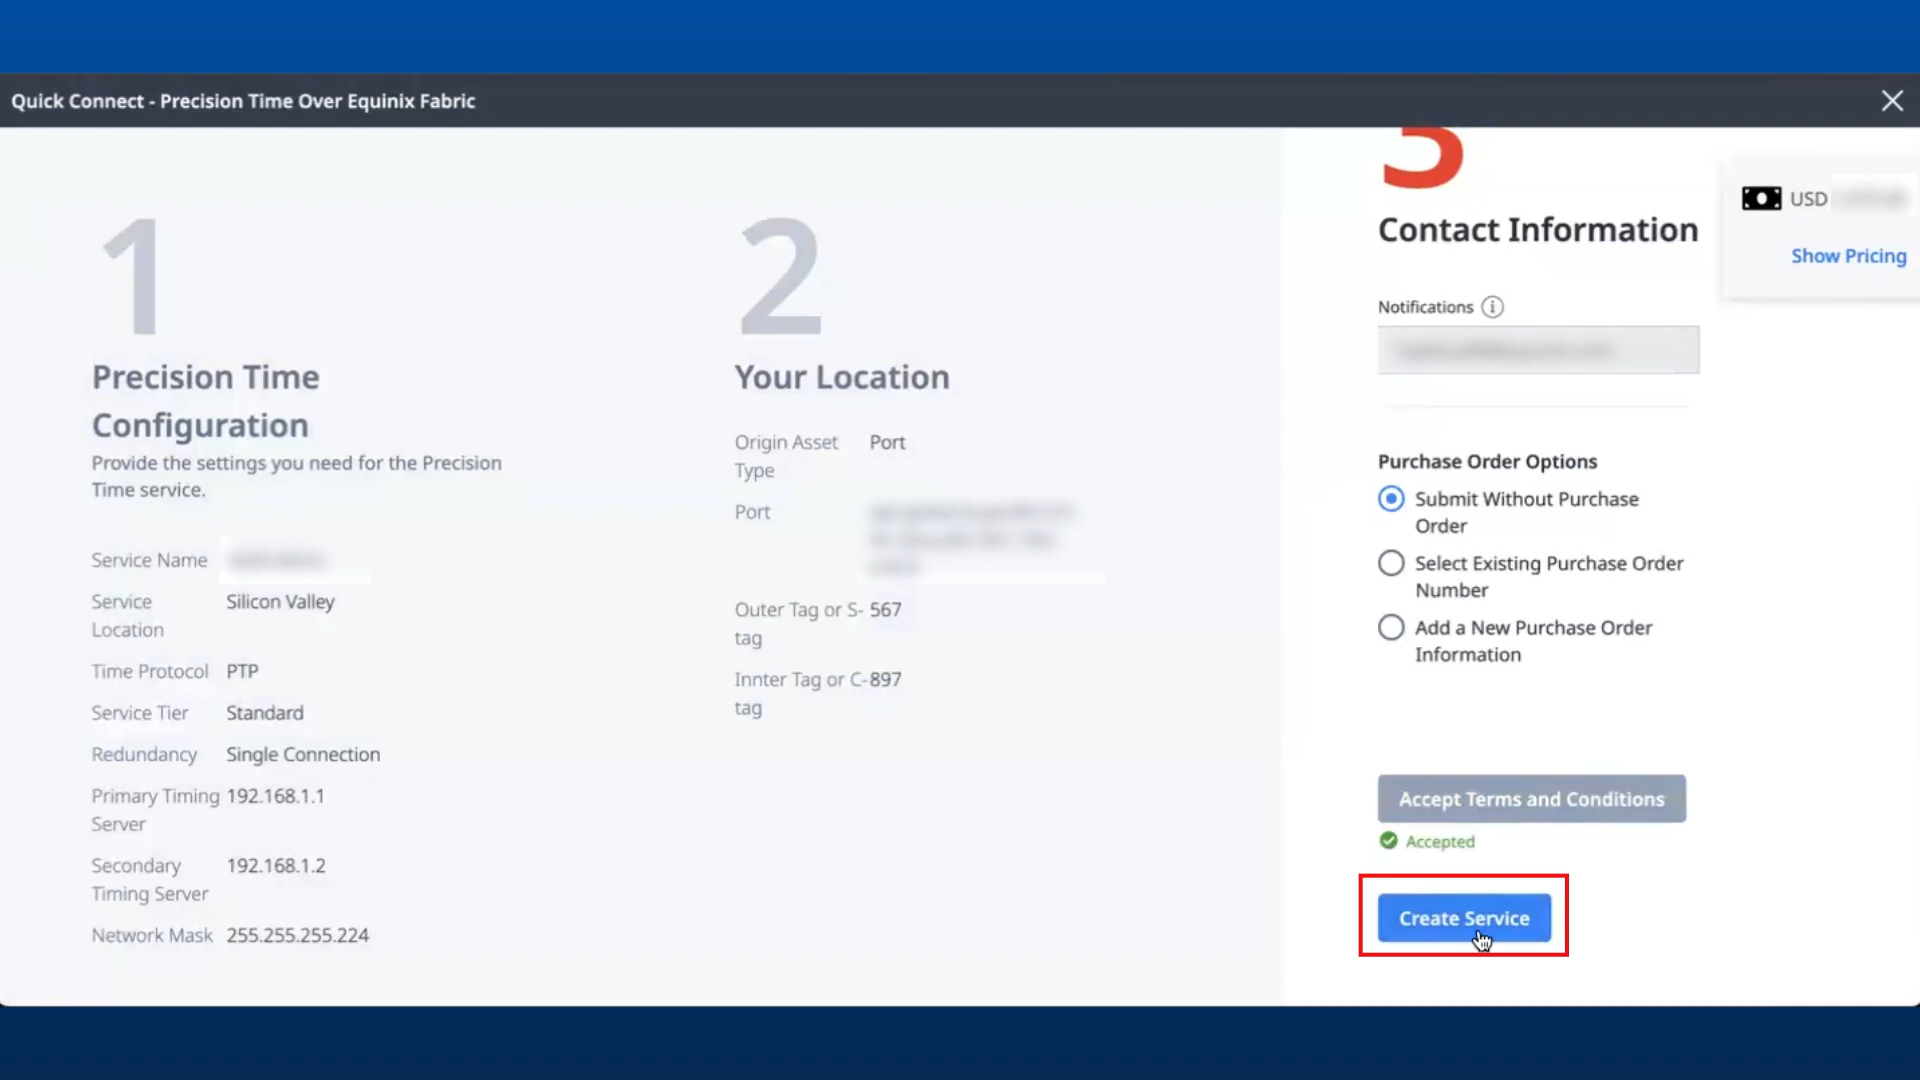 Quick Connect - Precision Time Over Equinix Fabric
1
Precision Time
Configuration
Provide the settings you need for the Precision
Time service.
Service Name
Service
Location
Silicon Valley
Time Protocol PTP
Service Tier Standard
Redundancy Single Connection
Primary Timing
Server
192.168.1.1
Secondary
Timing Server
192.168.1.2
Network Mask 255.255.255.224
2
Your Location
Origin Asset
Type
Port
Port
Outer Tag or S-
tag
567
Innter Tag or C-
tag
897
3
Contact Information
Notifications
Purchase Order Options
Submit Without Purchase
Order
Select Existing Purchase Order
Number
Add a New Purchase Order
Information
Accept Terms and Conditions
Accepted
Create Service
USD
Show Pricing